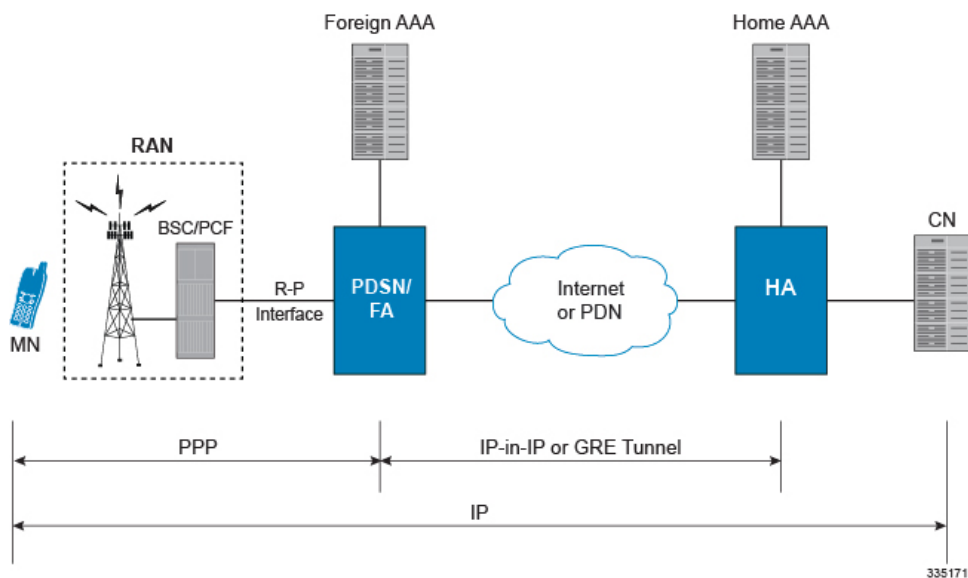 Foreign AAA
Home AAA
RAN
BSC/PCF
CN
MN
R-P
Interface
PDSN/
FA
Internet
or PDN
HA
PPP
IP-in-IP or GRE Tunnel
IP
335171